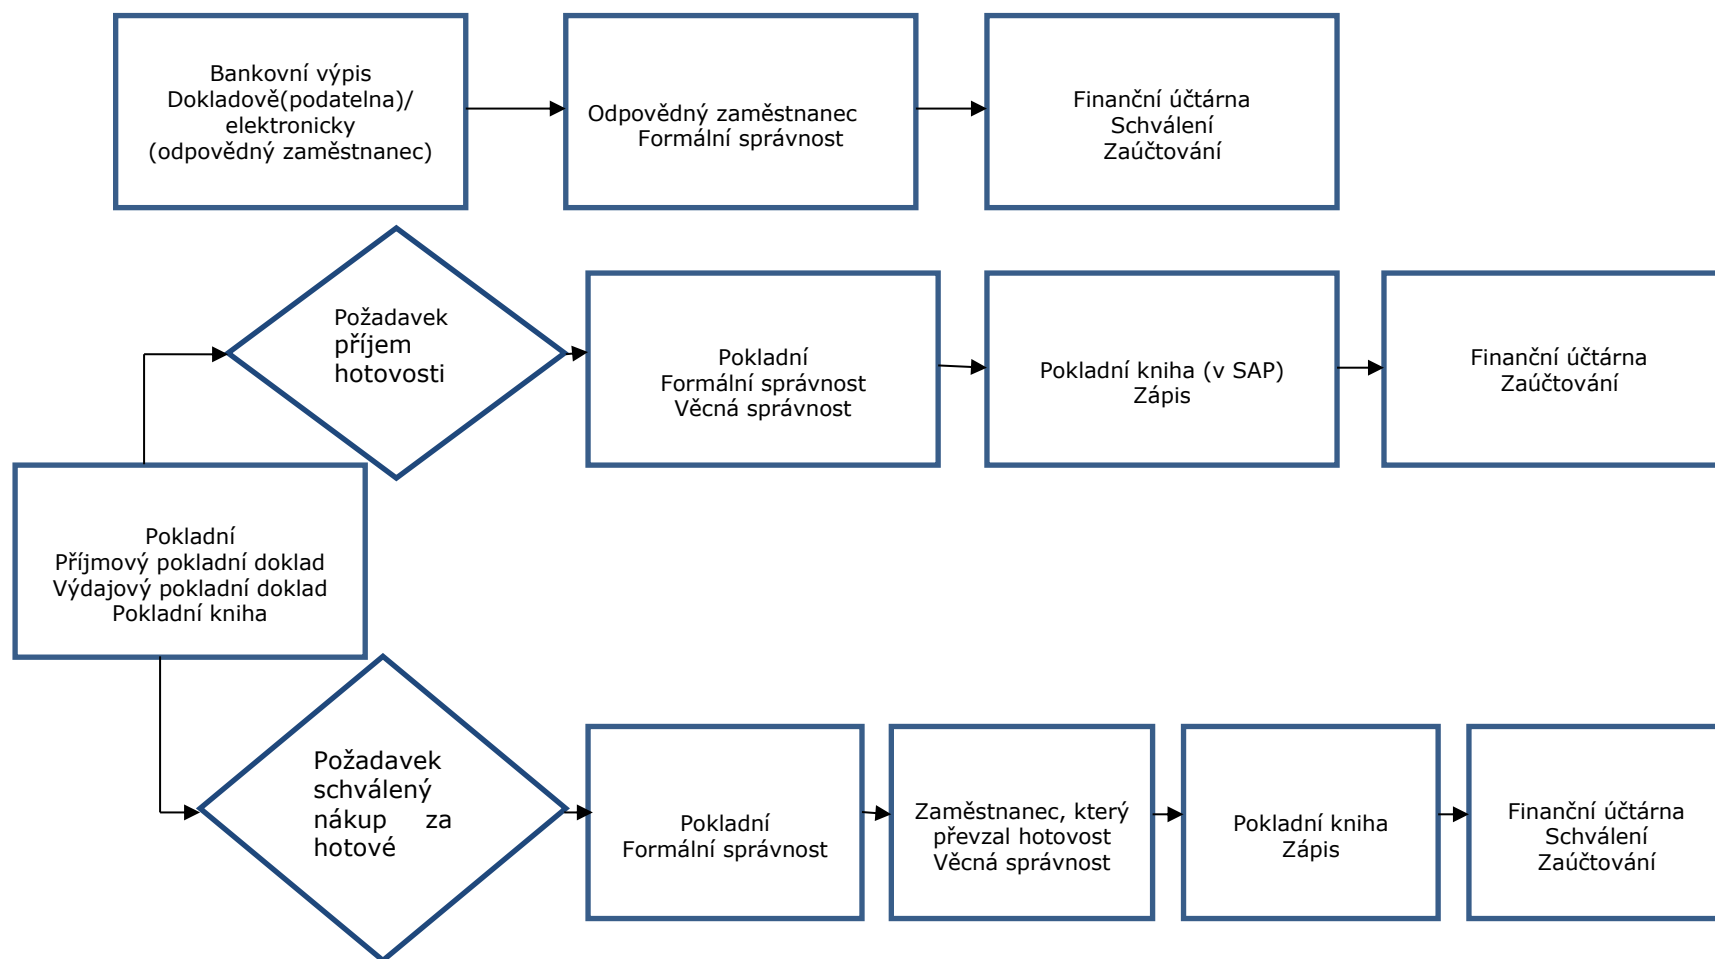 Bankovní výpis
Dokladově(podatelna)/
elektronicky
(odpovědný zaměstnanec)
Odpovědný zaměstnanec
Formální správnost
Finanční účtárna
Schválení
Zaúčtování
Požadavek
příjem
hotovosti
Pokladní
Formální správnost
Věcná správnost
Pokladní kniha (v SAP)
Zápis
Finanční účtárna
Zaúčtování
Pokladní
Příjmový pokladní doklad
Výdajový pokladní doklad
Pokladní kniha
Požadavek
schválený
nákup za
hotové
Pokladní
Formální správnost
Zaměstnanec, který
převzal hotovost
Věcná správnost
Pokladní kniha
Zápis
Finanční účtárna
Schválení
Zaúčtování